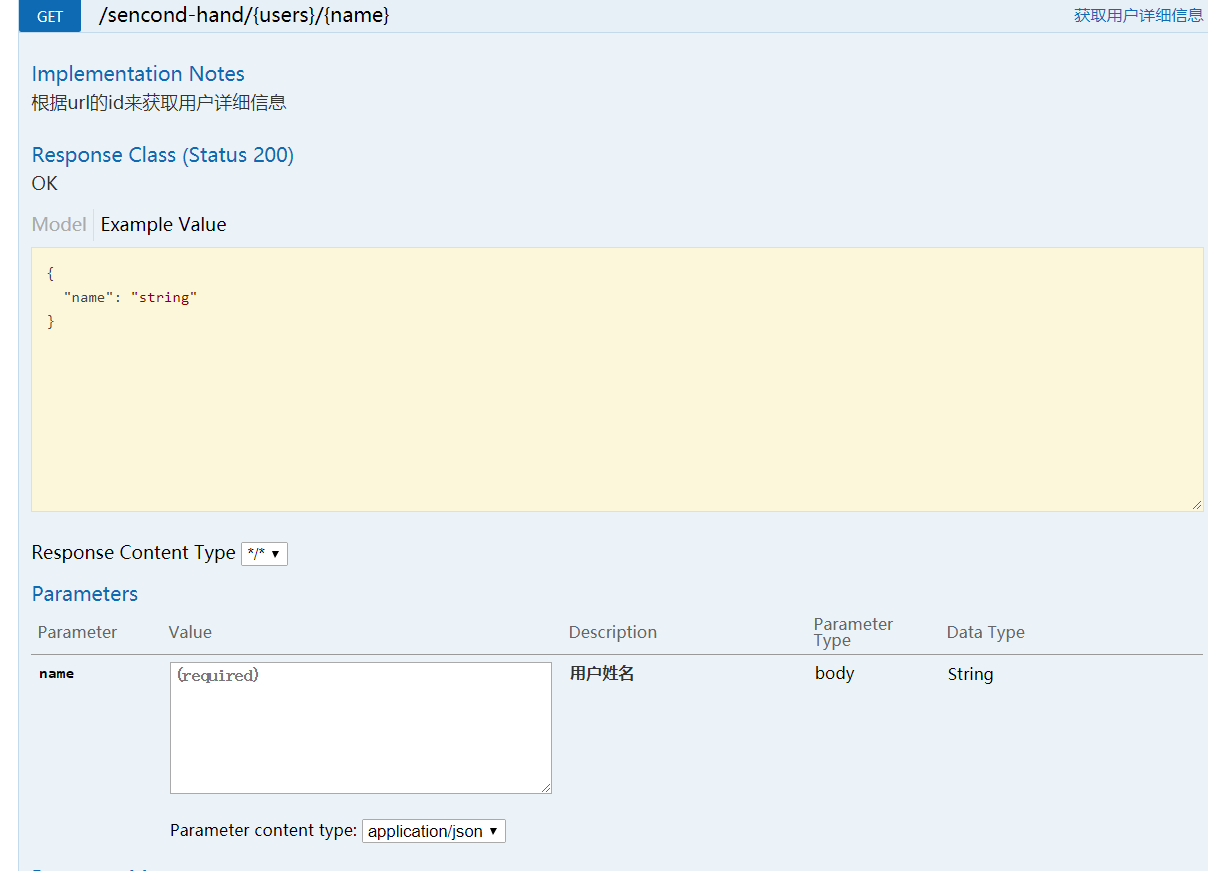 GET /sencond-hand/{users}/{name} 获取用户详细信息
Implementation Notes
根据url的id来获取用户详细信息
Response Class (Status 200)
OK
Model Example Value
{
"name": "string"
}
Response Content Type */*
Parameters
Parameter Value Description Parameter Type Data Type
name (required) 用户姓名 body String
Parameter content type: application/json